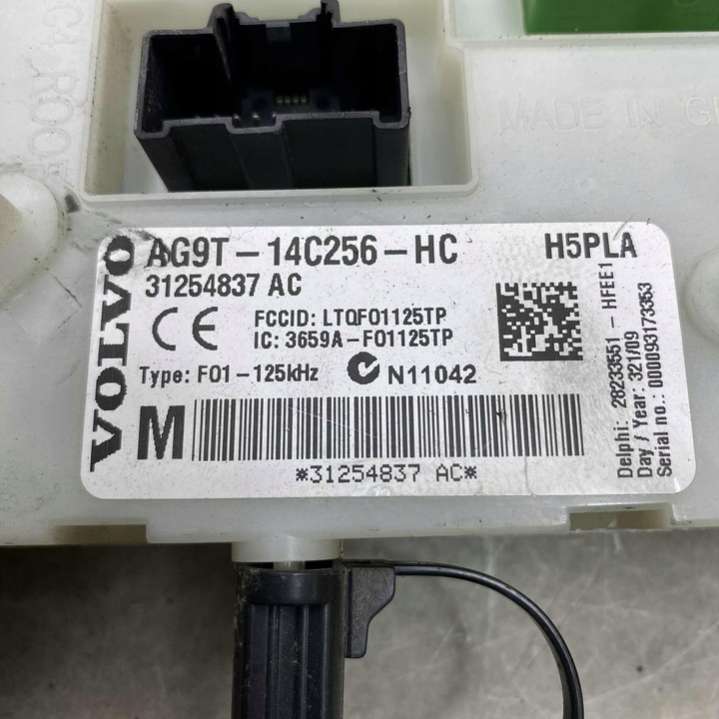 MADE IN G
VOLVO
AG9T-14C256-HC H5PLA
31254837 AC
CE FCCID: LTQF01125TP
IC: 3659A-F01125TP
Type: F01-125kHz N11042
M
*31254837 AC*
Delphi: 28233551 - HFEE1
Day / Year: 321/09
Serial no.: 000093173353